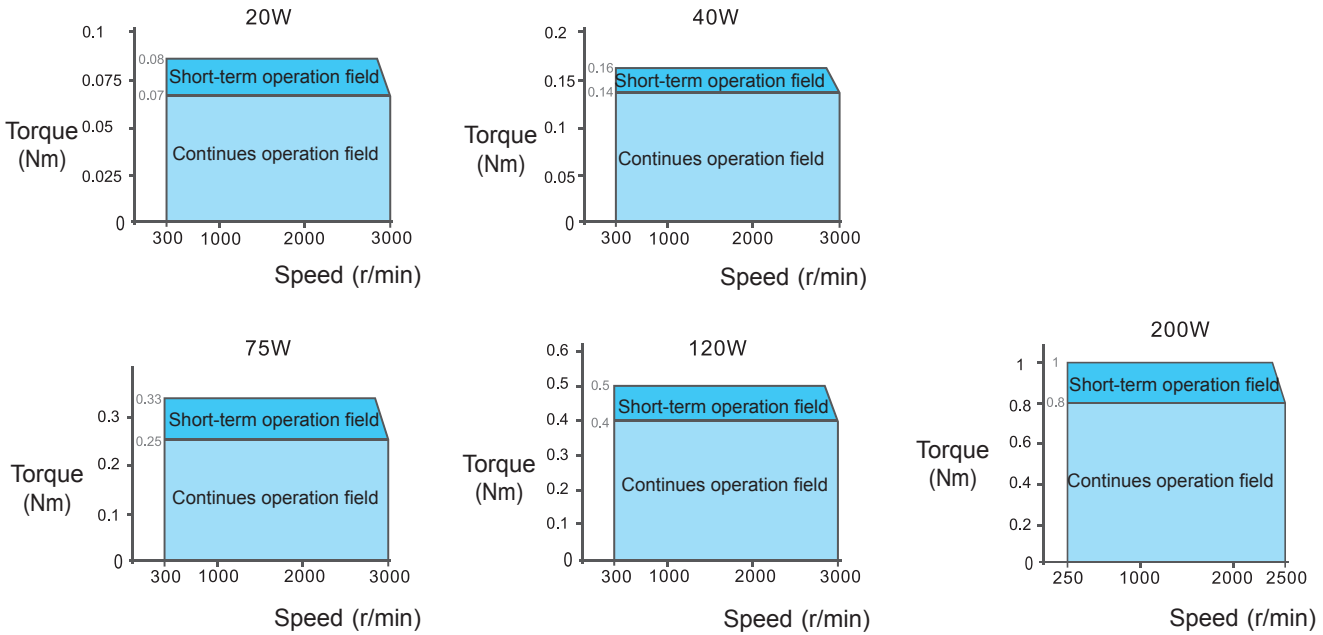 20W
0.1
0.08
0.075
0.07
0.05
0.025
0
Torque
(Nm)
Short-term operation field
Continues operation field
300 1000 2000 3000
Speed (r/min)
40W
0.2
0.16
0.15
0.14
0.1
0.05
0
Torque
(Nm)
Short-term operation field
Continues operation field
300 1000 2000 3000
Speed (r/min)
75W
0.33
0.3
0.25
0.2
0.1
0
Torque
(Nm)
Short-term operation field
Continues operation field
300 1000 2000 3000
Speed (r/min)
120W
0.6
0.5 0.5
0.4 0.4
0.3
0.2
0.1
0
Torque
(Nm)
Short-term operation field
Continues operation field
300 1000 2000 3000
Speed (r/min)
200W
1 1
0.8 0.8
0.6
0.4
0.2
0
Torque
(Nm)
Short-term operation field
Continues operation field
250 1000 2000 2500
Speed (r/min)